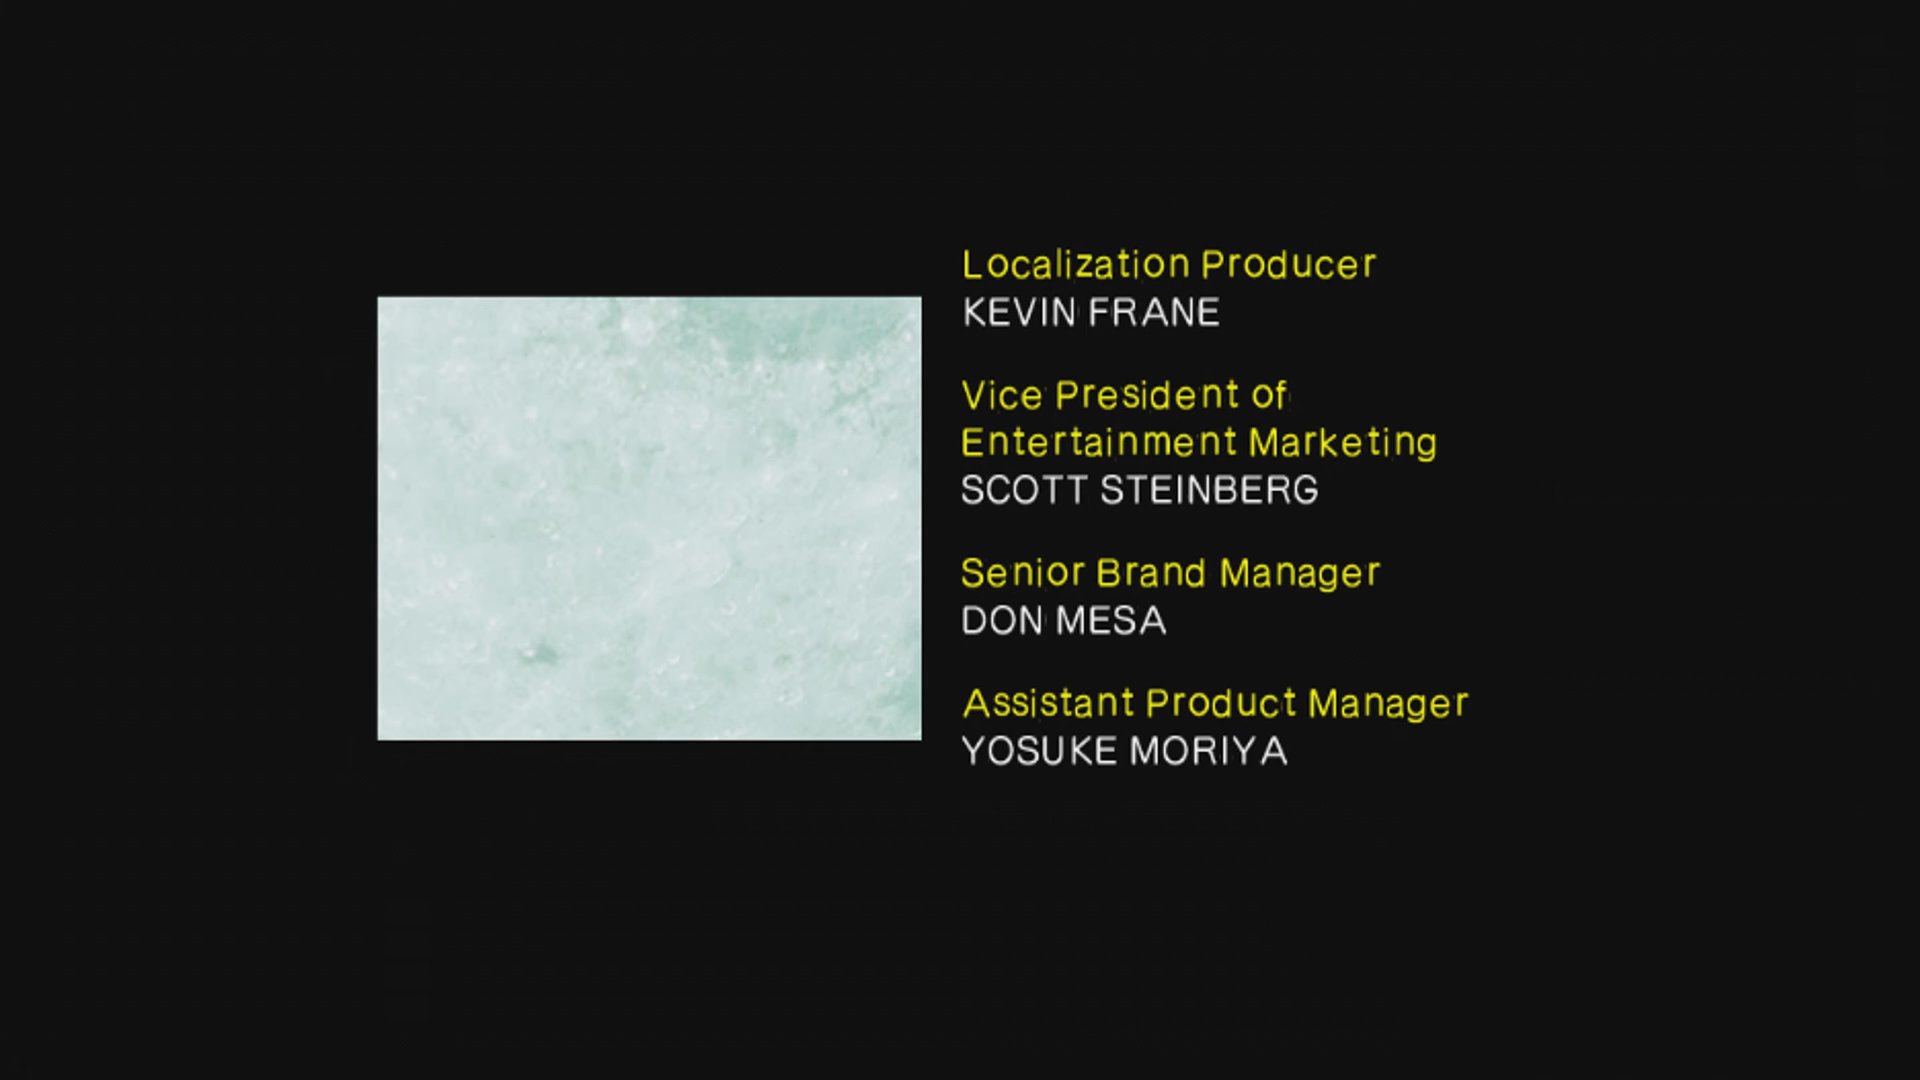 Localization Producer
KEVIN FRANE
Vice President of
Entertainment Marketing
SCOTT STEINBERG
Senior Brand Manager
DON MESA
Assistant Product Manager
YOSUKE MORIYA